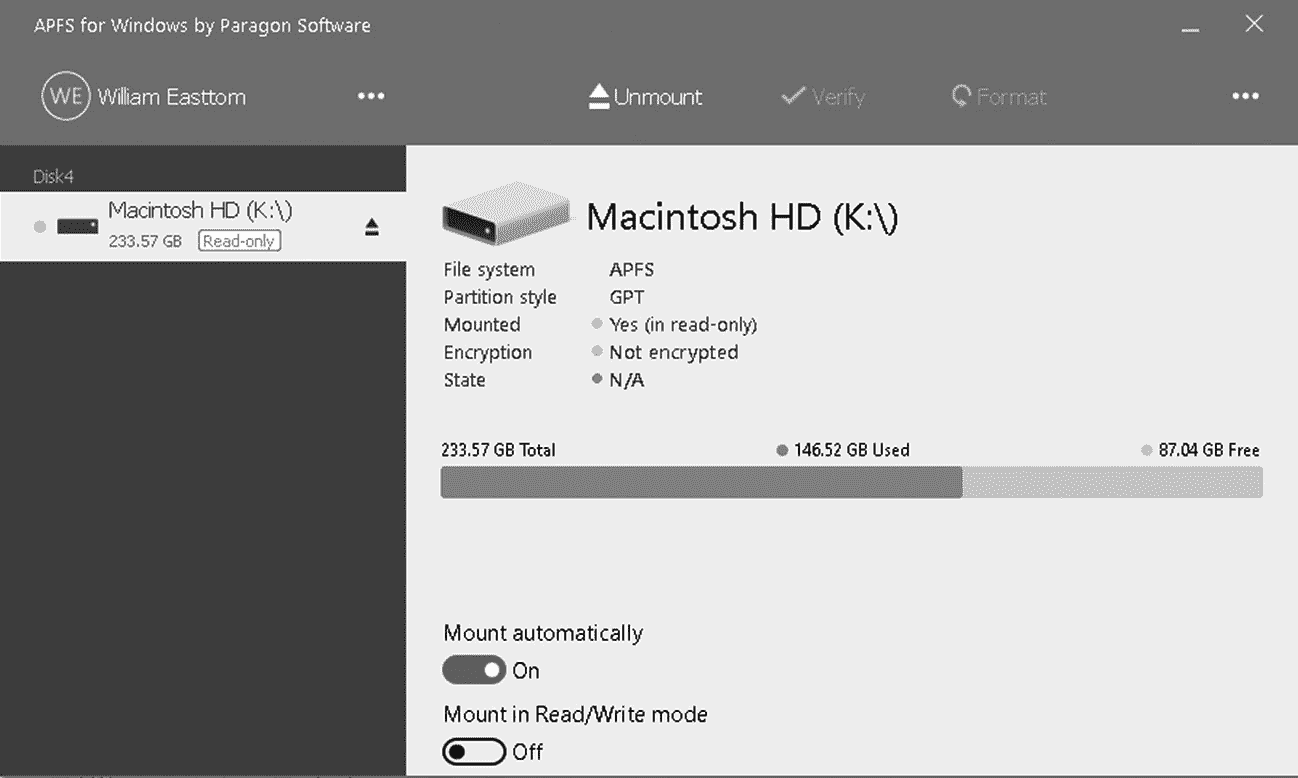 APFS for Windows by Paragon Software
WE William Easttom
Unmount
Verify
Format
Disk4
Macintosh HD (K:\)
233.57 GB Read-only
Macintosh HD (K:\)
File system APFS
Partition style GPT
Mounted Yes (in read-only)
Encryption Not encrypted
State N/A
233.57 GB Total 146.52 GB Used 87.04 GB Free
Mount automatically
On
Mount in Read/Write mode
Off